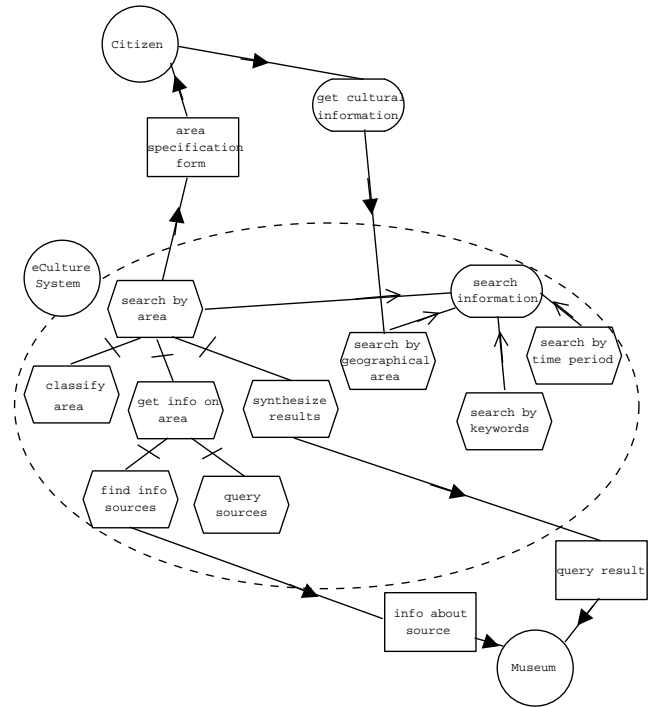 Citizen
get cultural
information
area
specification
form
eCulture
System
search by
area
search
information
search by
geographical
area
search by
time period
classify
area
get info on
area
synthesize
results
search by
keywords
find info
sources
query
sources
query result
info about
source
Museum